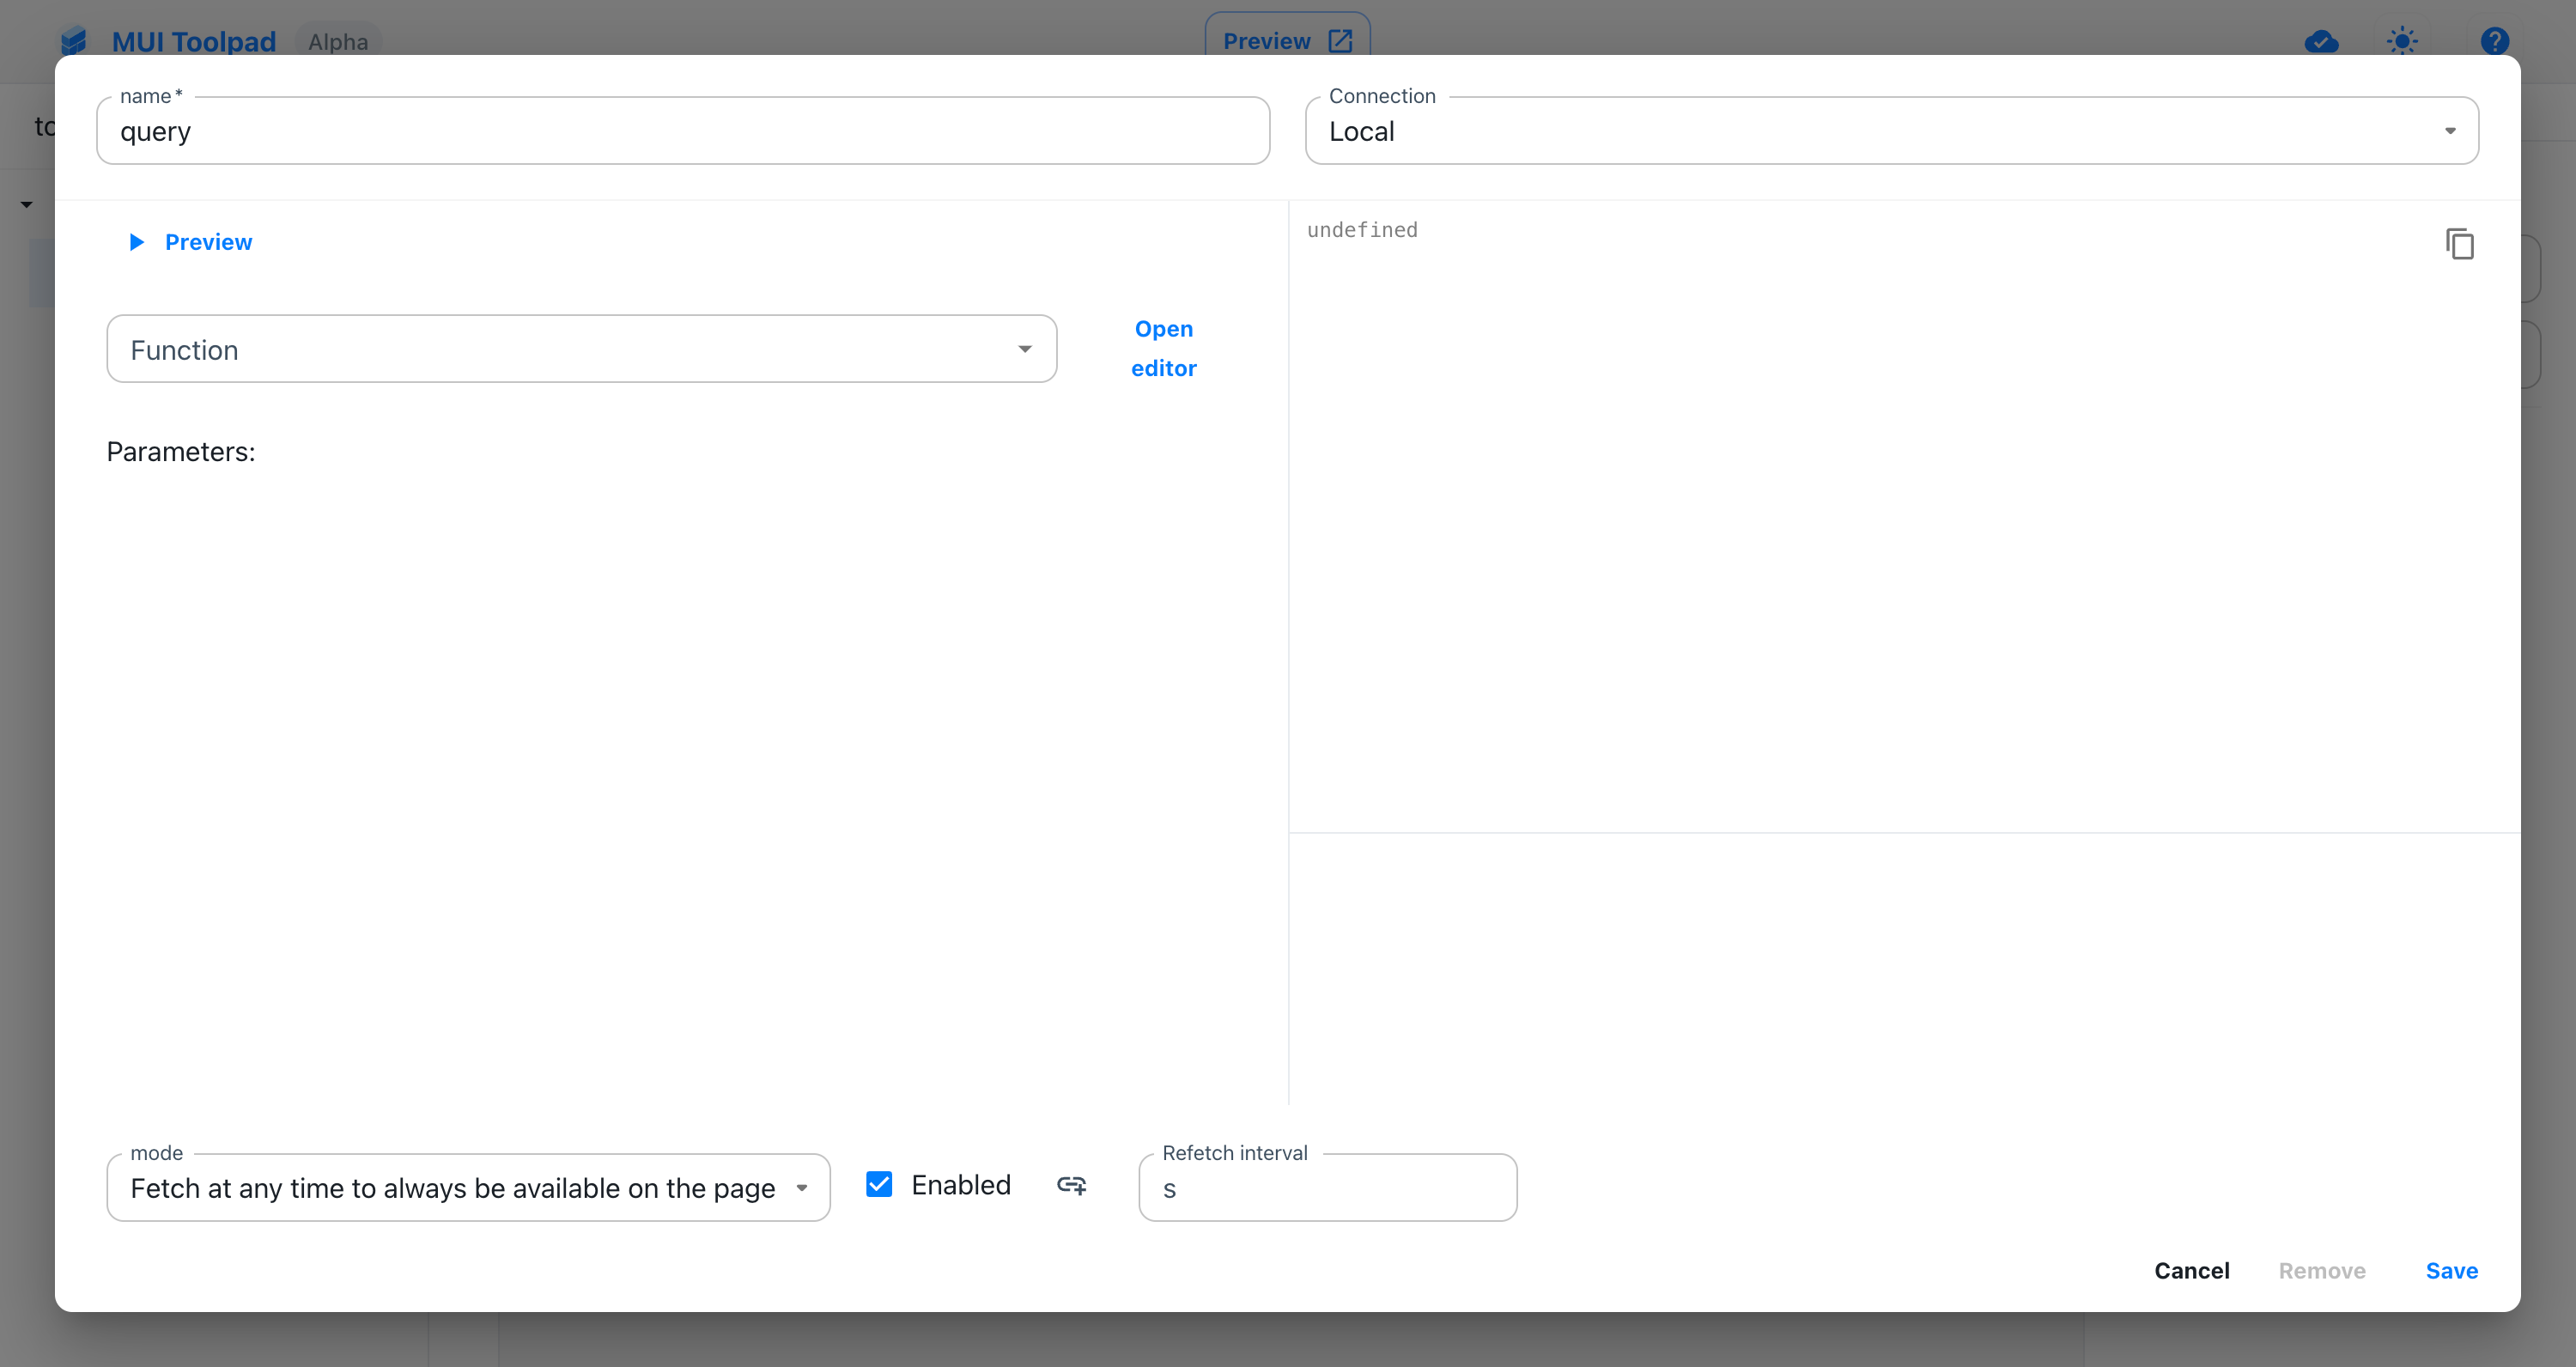 MUI Toolpad Alpha Preview
name * Connection
query Local
Preview
undefined
Function
Open
editor
Parameters:
mode Refetch interval
Fetch at any time to always be available on the page Enabled s
Cancel Remove Save